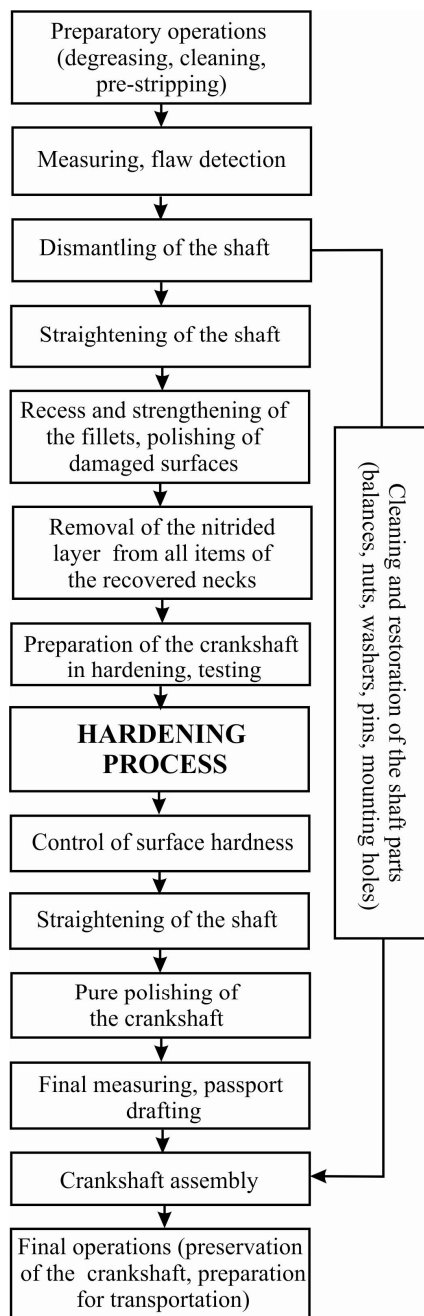 Preparatory operations
(degreasing, cleaning,
pre-stripping)
Measuring, flaw detection
Dismantling of the shaft
Straightening of the shaft
Recess and strengthening of
the fillets, polishing of
damaged surfaces
Removal of the nitrided
layer from all items of
the recovered necks
Preparation of the crankshaft
in hardening, testing
HARDENING
PROCESS
Control of surface hardness
Straightening of the shaft
Pure polishing of
the crankshaft
Final measuring, passport
drafting
Crankshaft assembly
Final operations (preservation
of the crankshaft, preparation
for transportation)
Cleaning and restoration of the shaft parts
(balances, nuts, washers, pins, mounting holes)